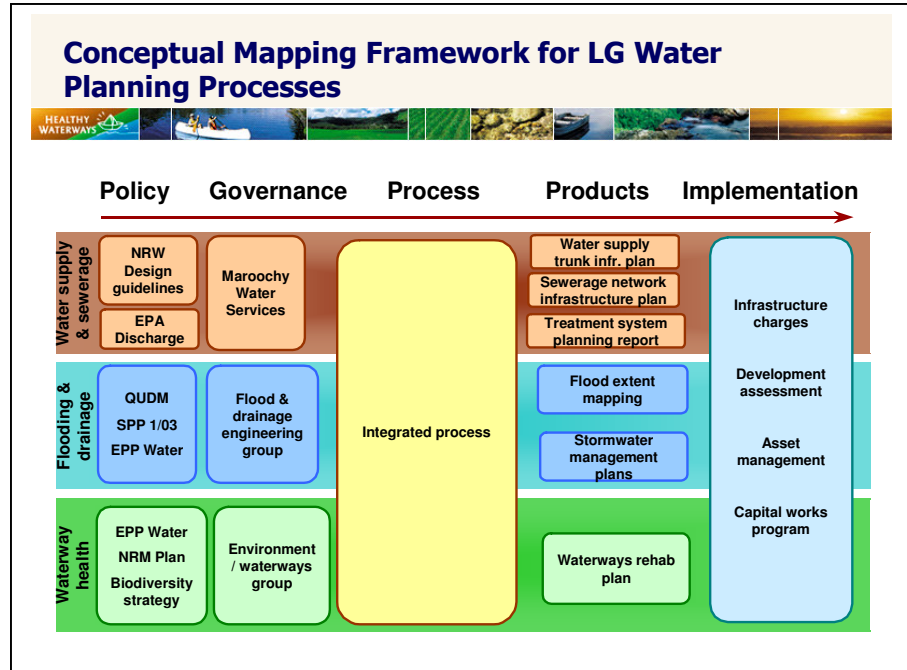 Conceptual Mapping Framework for LG Water
Planning Processes
HEALTHY
WATERWAYS
Policy
Governance
Process
Products
Implementation
Water supply
& sewerage
NRW
Design
guidelines
EPA
Discharge
Maroochy
Water
Services
Water supply
trunk infr. plan
Sewerage network
infrastructure plan
Treatment system
planning report
Flooding &
drainage
QUDM
SPP 1/03
EPP Water
Flood &
drainage
engineering
group
Integrated process
Flood extent
mapping
Stormwater
management
plans
Waterway
health
EPP Water
NRM Plan
Biodiversity
strategy
Environment
/ waterways
group
Waterways rehab
plan
Infrastructure
charges
Development
assessment
Asset
management
Capital works
program